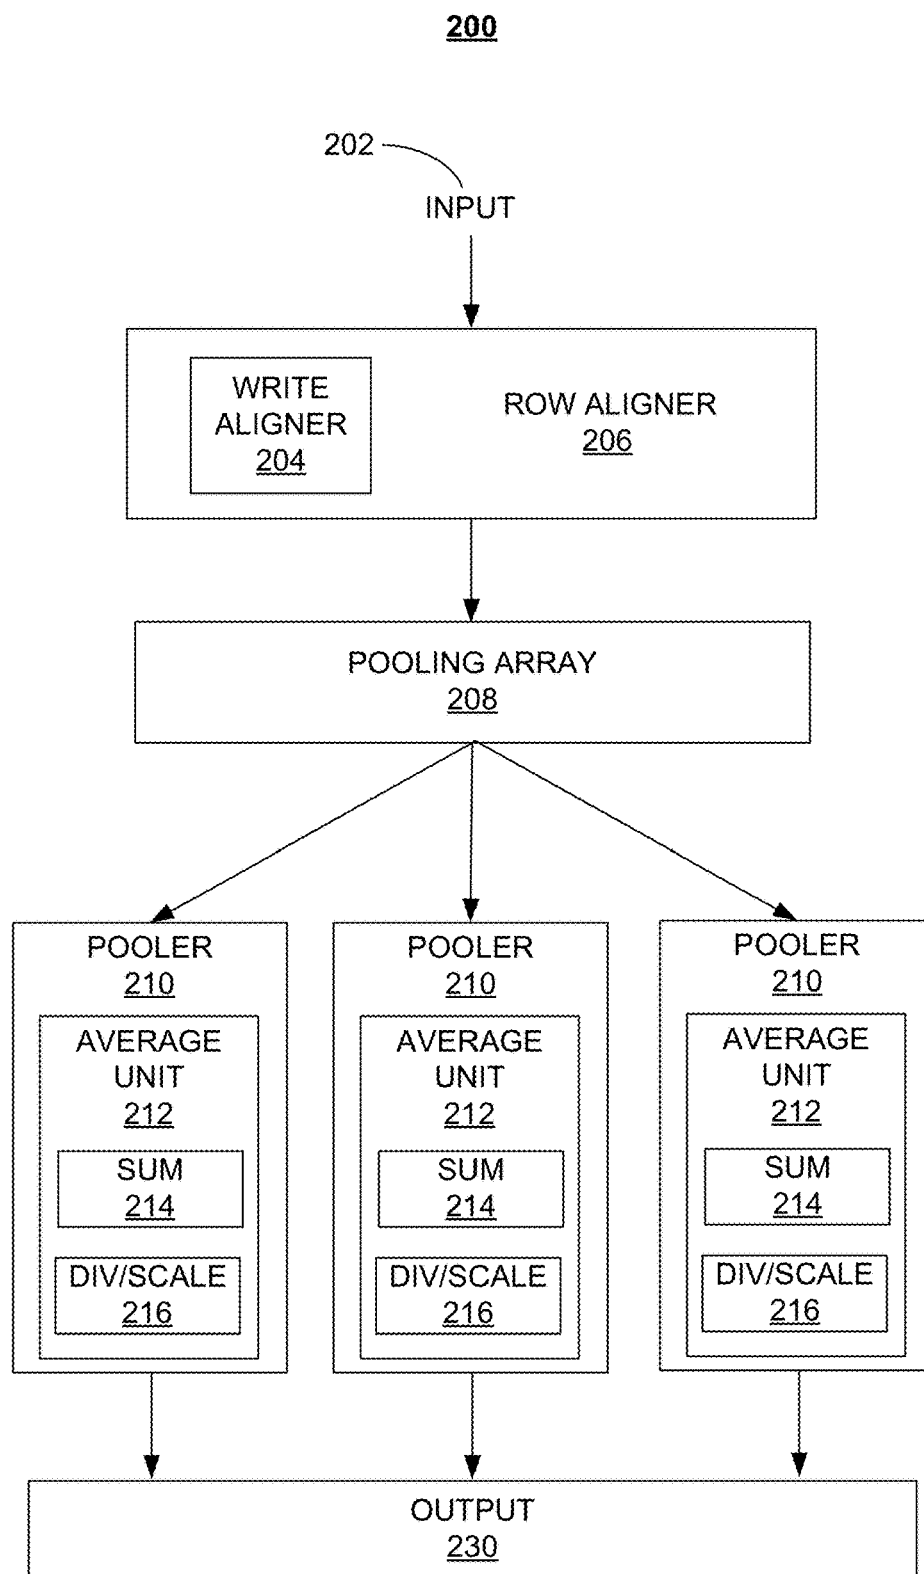 200
202
INPUT
WRITE
ALIGNER
204
ROW ALIGNER
206
POOLING ARRAY
208
POOLER
210
AVERAGE
UNIT
212
SUM
214
DIV/SCALE
216
POOLER
210
AVERAGE
UNIT
212
SUM
214
DIV/SCALE
216
POOLER
210
AVERAGE
UNIT
212
SUM
214
DIV/SCALE
216
OUTPUT
230